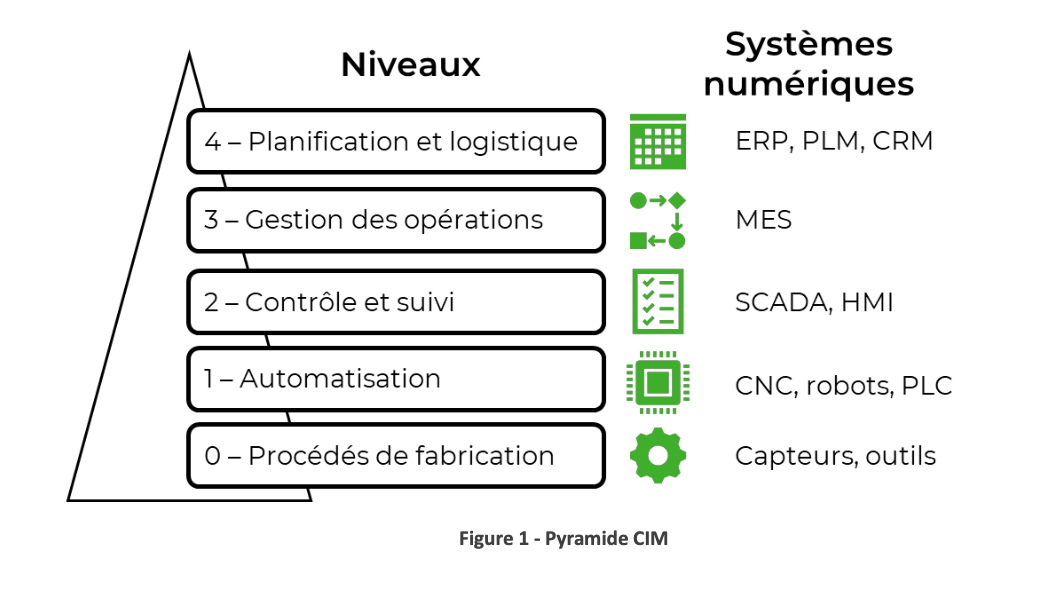 Niveaux
Systèmes
numériques
4 – Planification et logistique
ERP, PLM, CRM
3 – Gestion des opérations
MES
2 – Contrôle et suivi
SCADA, HMI
1 – Automatisation
CNC, robots, PLC
0 – Procédés de fabrication
Capteurs, outils
Figure 1 - Pyramide CIM